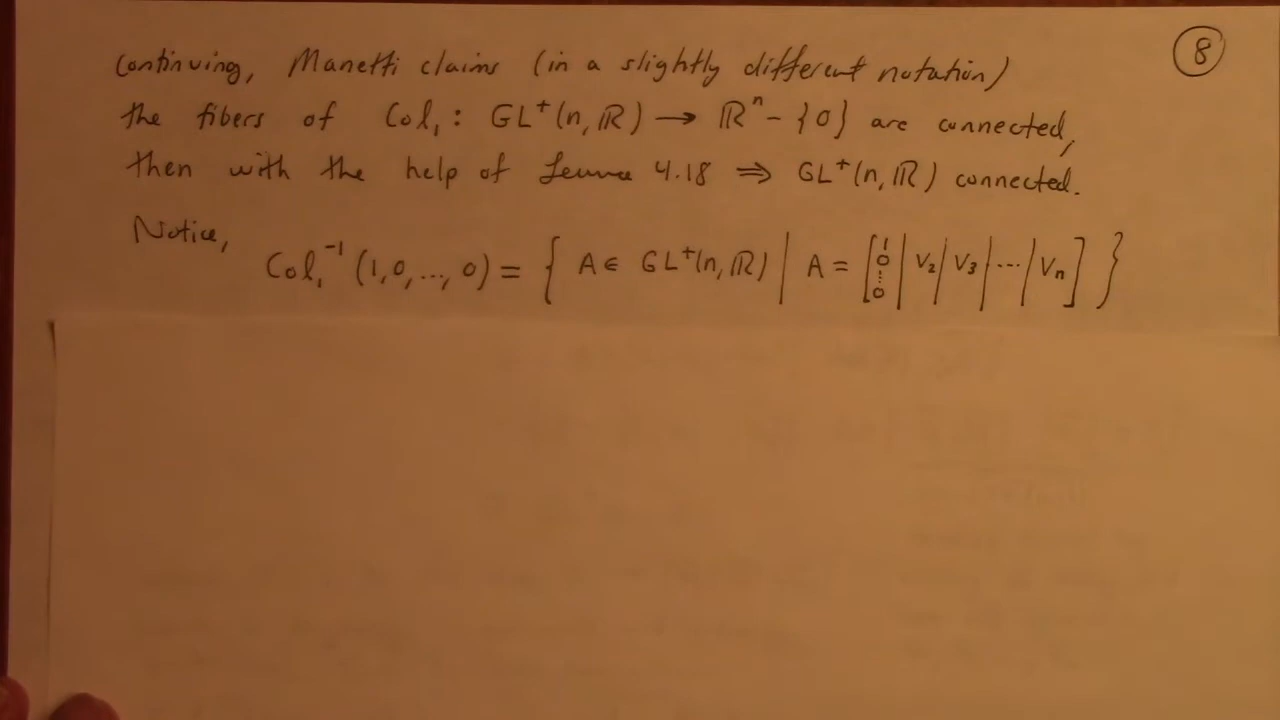 8
continuing, Manetti claims (in a slightly different notation)
the fibers of Col₁ : GL⁺(n, ℝ) → ℝⁿ - {0} are connected,
then with the help of Lemma 4.18 ⇒ GL⁺(n, ℝ) connected.
Notice,
Col₁⁻¹ (1,0,...,0) = { A ∈ GL⁺(n, ℝ) | A = [1 0 ⋮ 0 | V₂ | V₃ | ... | Vₙ] }